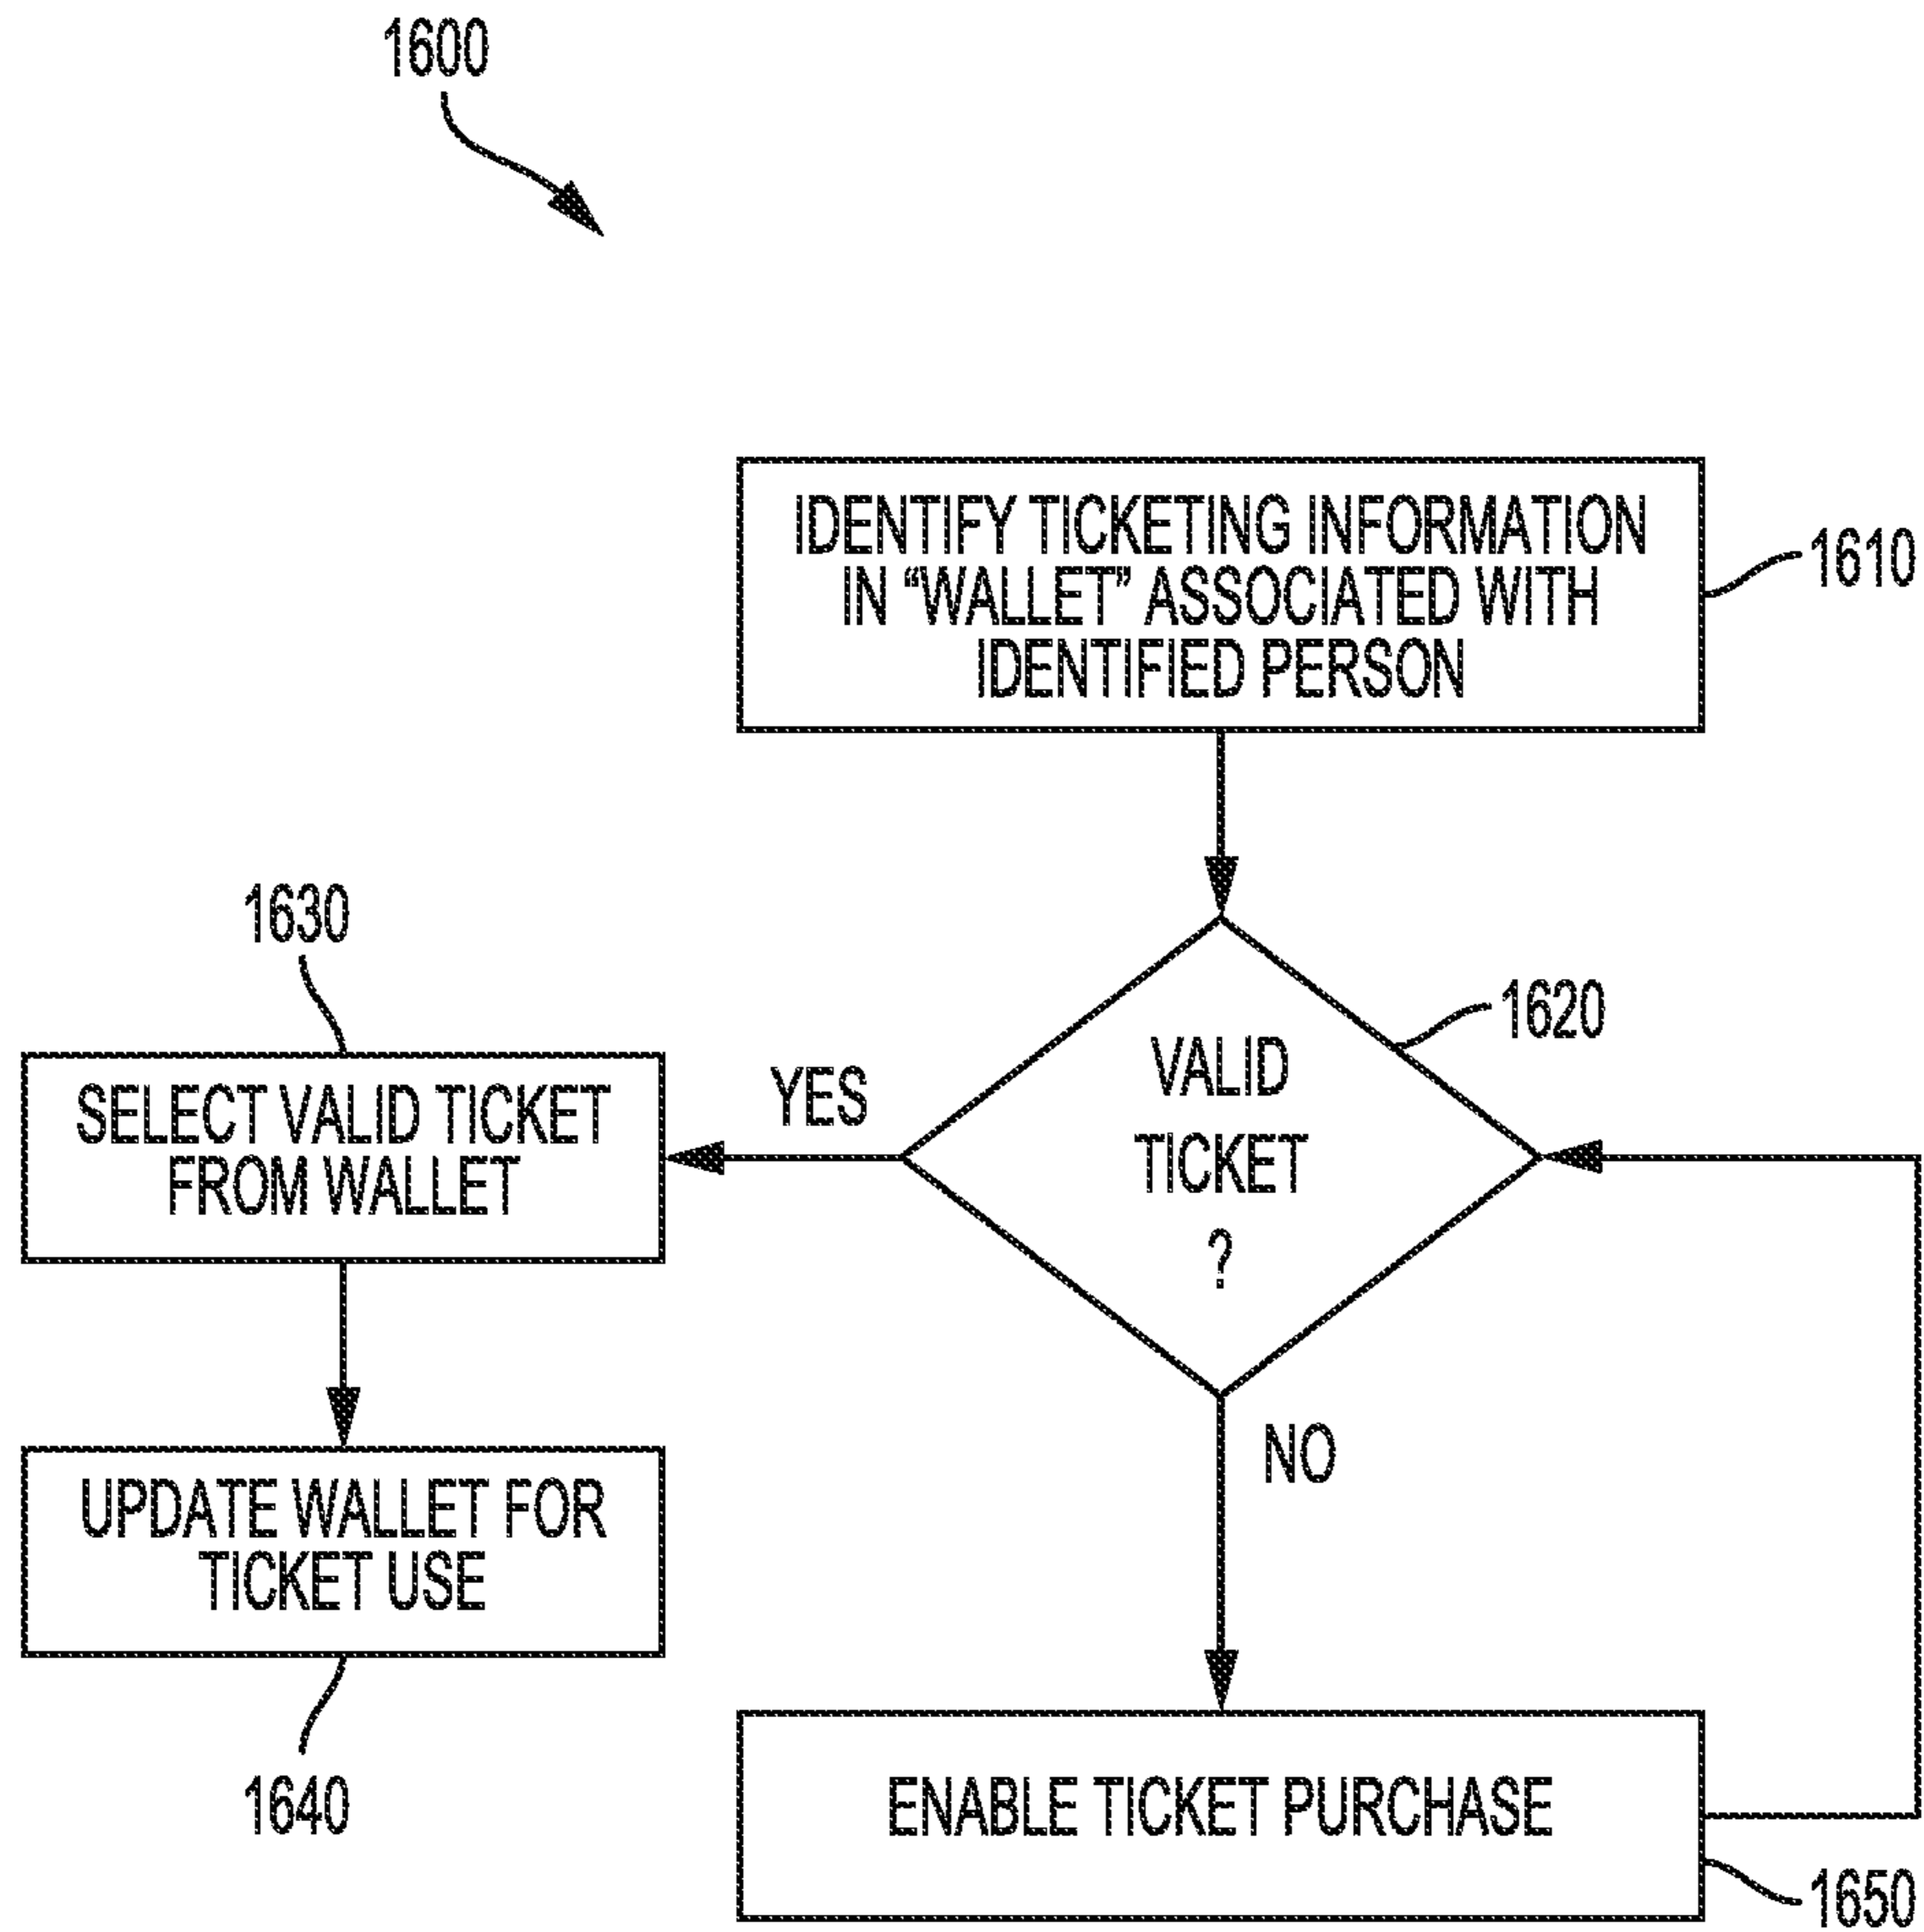 1600
IDENTIFY TICKETING INFORMATION
IN “WALLET” ASSOCIATED WITH
IDENTIFIED PERSON
1610
1630
1620
VALID
TICKET
?
YES
SELECT VALID TICKET
FROM WALLET
NO
UPDATE WALLET FOR
TICKET USE
1640
ENABLE TICKET PURCHASE
1650